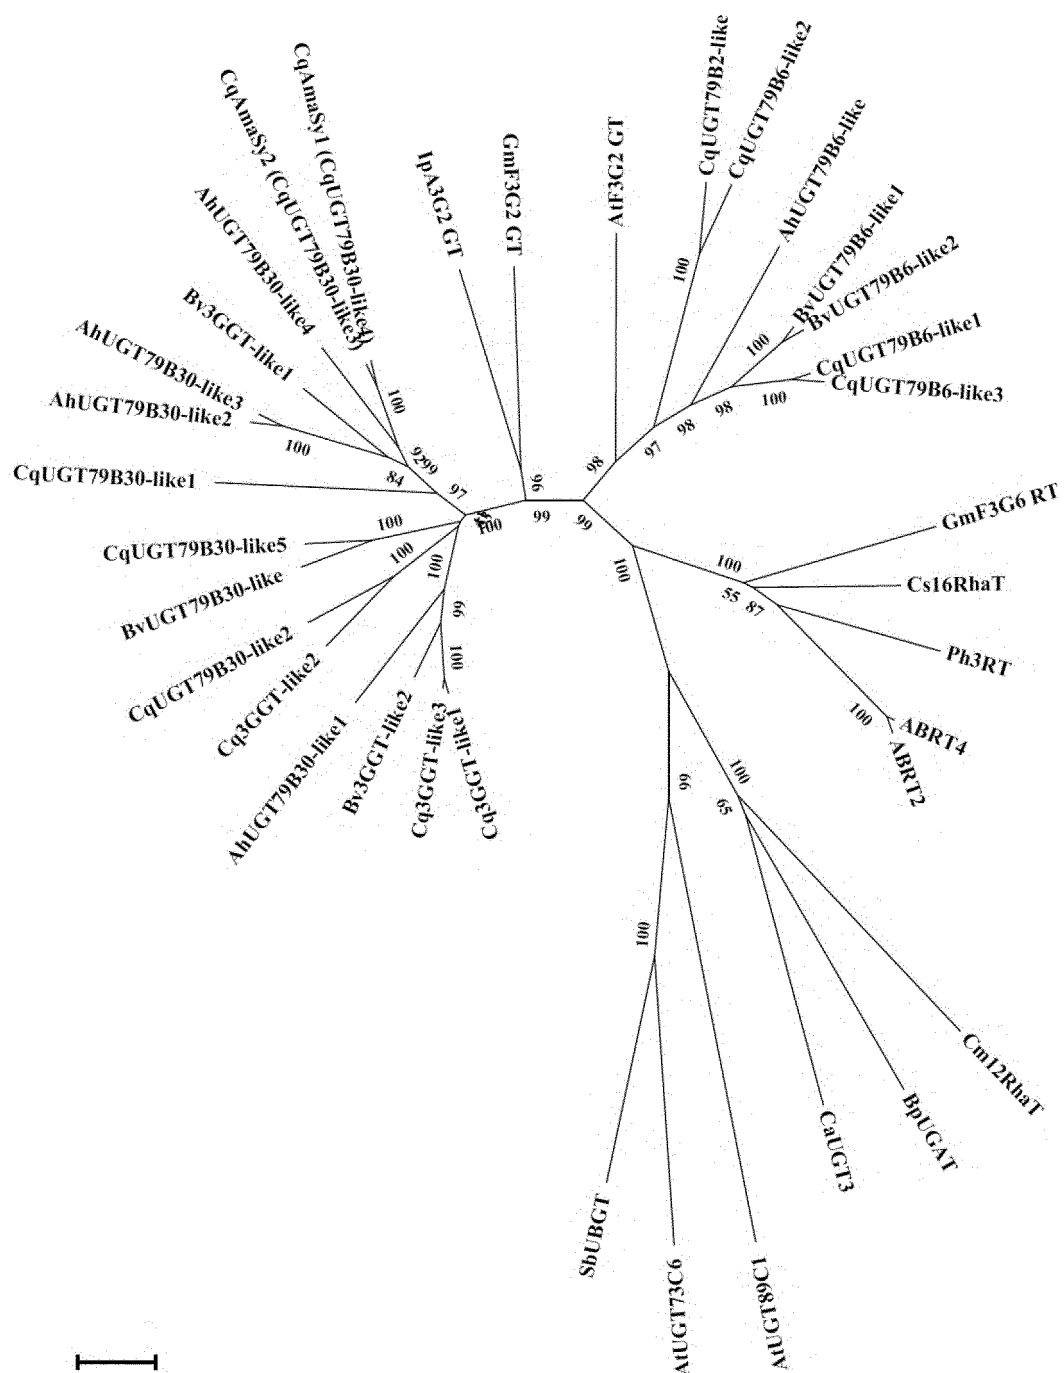 CqAmaSy1 (CqUGT79B30-like4)
CqAmaSy2 (CqUGT79B30-like3)
AhUGT79B30-like4
Bv3GGT-like1
AhUGT79B30-like3
AhUGT79B30-like2
CqUGT79B30-like1
CqUGT79B30-like5
BvUGT79B30-like
CqUGT79B30-like2
Cq3GGT-like2
AhUGT79B30-like1
Bv3GGT-like2
Cq3GGT-like3
Cq3GGT-like1
IpA3G2 GT
GmF3G2 GT
AtF3G2 GT
CqUGT79B2-like
CqUGT79B6-like2
AhUGT79B6-like
BvUGT79B6-like1
BvUGT79B6-like2
CqUGT79B6-like1
CqUGT79B6-like3
GmF3G6 RT
Cs16RhaT
Ph3RT
ABRT4
ABRT2
Cm12RhaT
BpUGAT
CaUGT3
AtUGT89C1
AtUGT73C6
SbUBGT
100
92
99
84
100
97
100
100
100
99
100
100
96
99
99
98
97
98
98
100
100
100
100
100
55
87
100
99
100
65
100